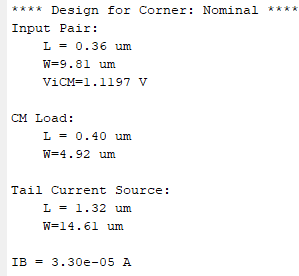 **** Design for Corner: Nominal ****
Input Pair:
L = 0.36 um
W=9.81 um
ViCM=1.1197 V
CM Load:
L = 0.40 um
W=4.92 um
Tail Current Source:
L = 1.32 um
W=14.61 um
IB = 3.30e-05 A